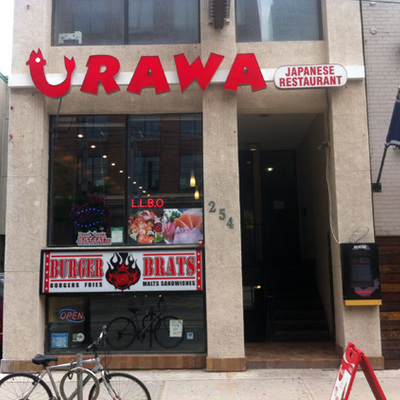 URAWA
JAPANESE
RESTAURANT
L.L.B.O
254
BURGER BRATS
BURGERS FRIES MALTS SANDWICHES
OPEN